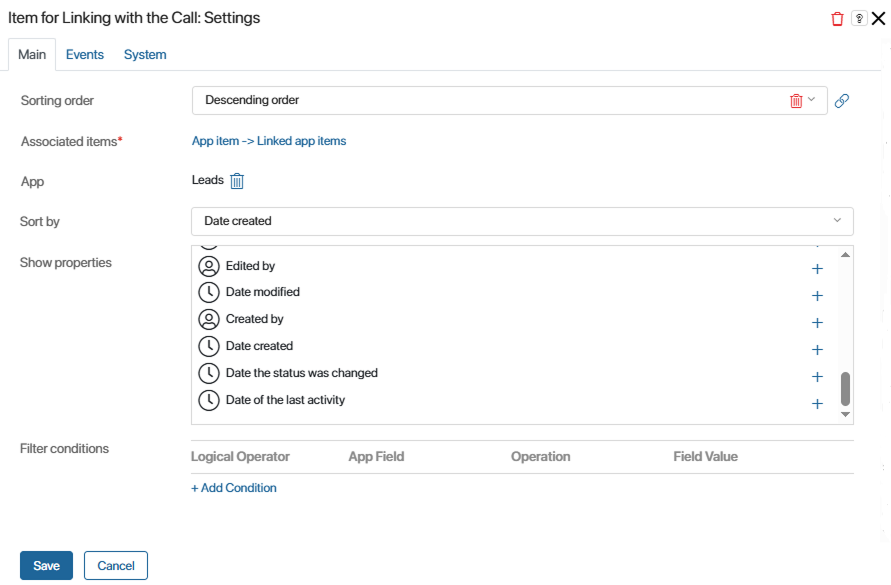 Item for Linking with the Call: Settings
?
Main Events System
Sorting order Descending order
Associated items* App item -> Linked app items
App Leads
Sort by Date created
Show properties
Edited by
Date modified
Created by
Date created
Date the status was changed
Date of the last activity
Filter conditions
Logical Operator App Field Operation Field Value
+ Add Condition
Save Cancel